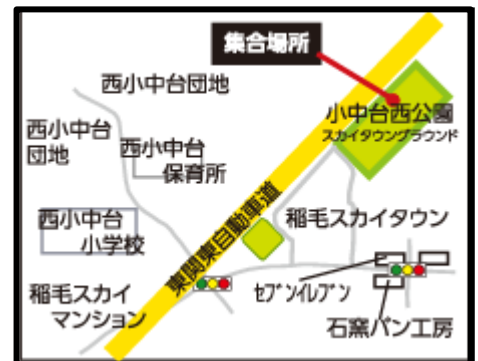 集合場所
西小中台団地
小中台西公園
スカイタウングラウンド
西小中台
団地
西小中台
保育所
東関東自動車道
西小中台
小学校
稲毛スカイタウン
稲毛スカイ
マンション
セブンイレブン
石窯パン工房